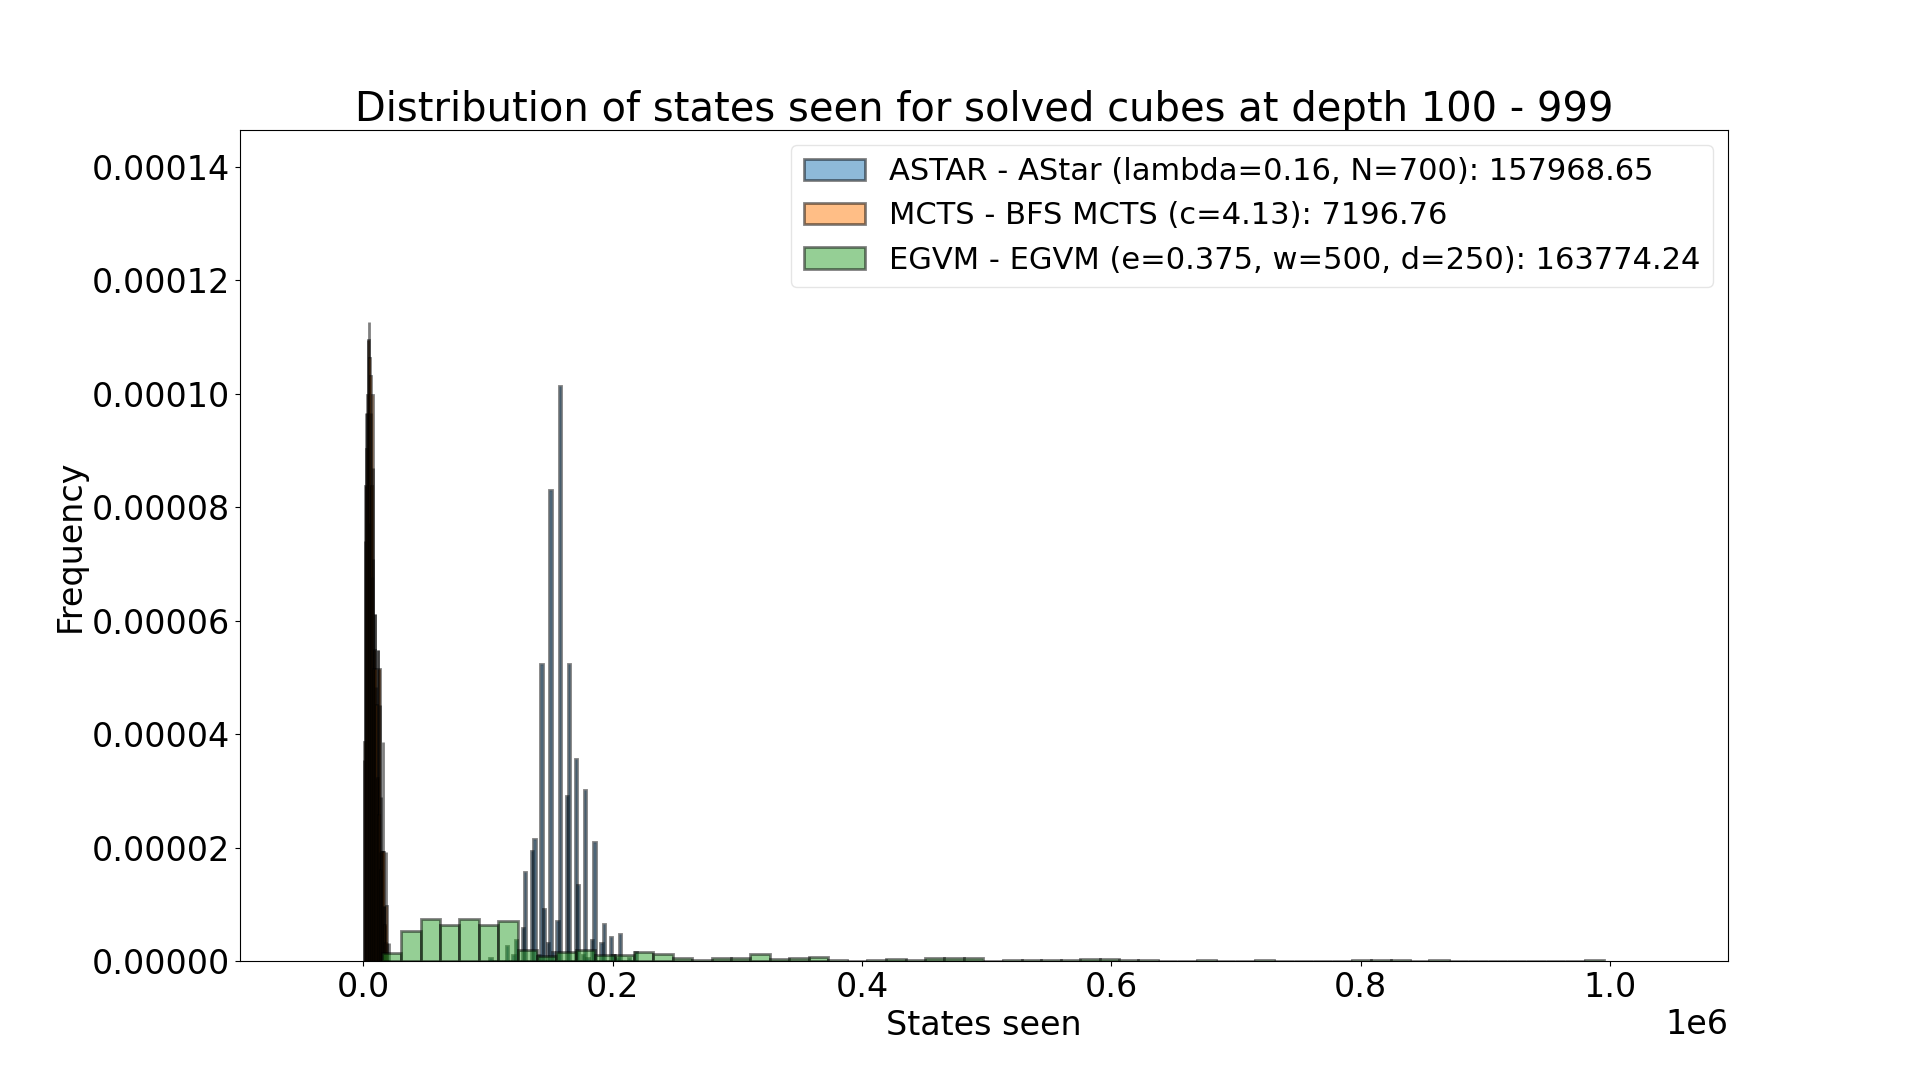 Distribution of states seen for solved cubes at depth 100 - 999
ASTAR - AStar (lambda=0.16, N=700): 157968.65
MCTS - BFS MCTS (c=4.13): 7196.76
EGVM - EGVM (e=0.375, w=500, d=250): 163774.24
Frequency
0.00014
0.00012
0.00010
0.00008
0.00006
0.00004
0.00002
0.00000
0.0 0.2 0.4 0.6 0.8 1.0
States seen
1e6